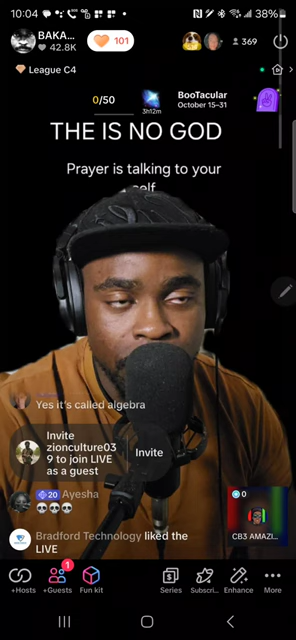 10:04
38%
BAKA...
42.8K
101
369
League C4
0/50
3h12m
BooTacular
October 15–31
THE IS NO GOD
Prayer is talking to your
self
Yes it's called algebra
Invite
zionculture03
9 to join LIVE
as a guest
Invite
20 Ayesha
Bradford Technology liked the
LIVE
0
CB3 AMAZI...
1
+Hosts
+Guests
Fun kit
Series
Subscri...
Enhance
More